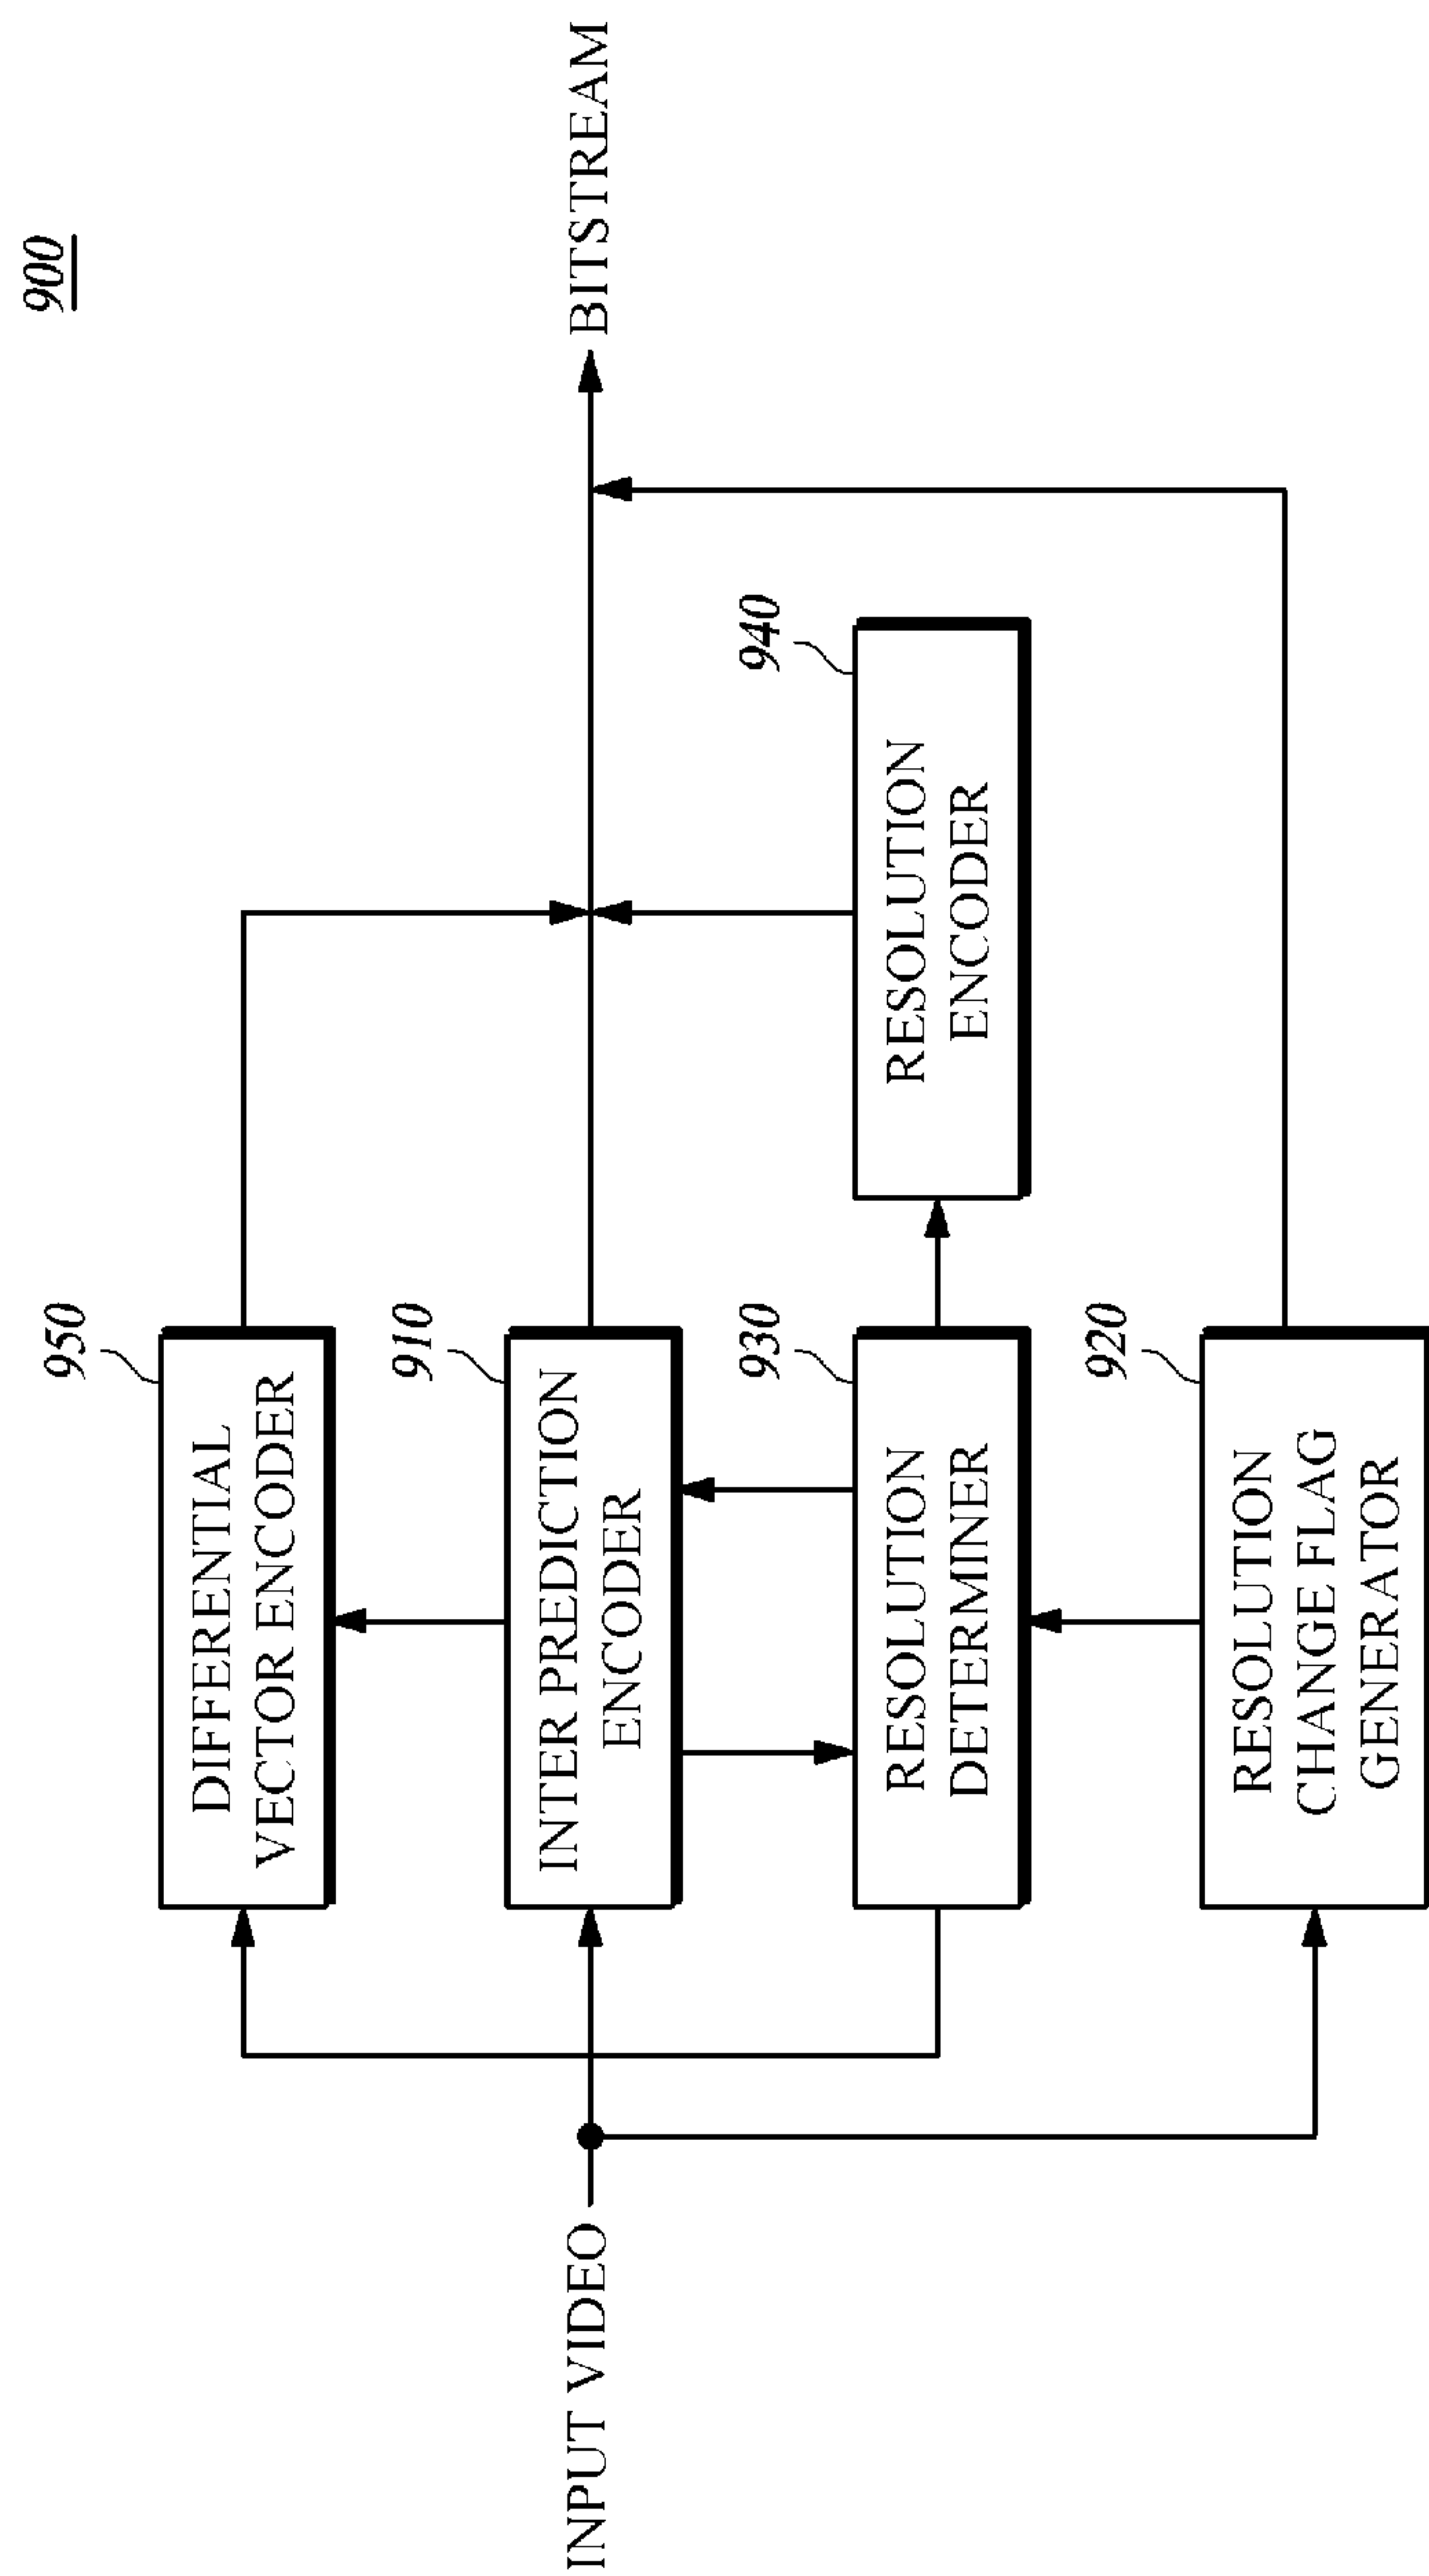 900
950
DIFFERENTIAL
VECTOR ENCODER
INPUT VIDEO
910
INTER PREDICTION
ENCODER
BITSTREAM
930
RESOLUTION
DETERMINER
940
RESOLUTION
ENCODER
920
RESOLUTION
CHANGE FLAG
GENERATOR